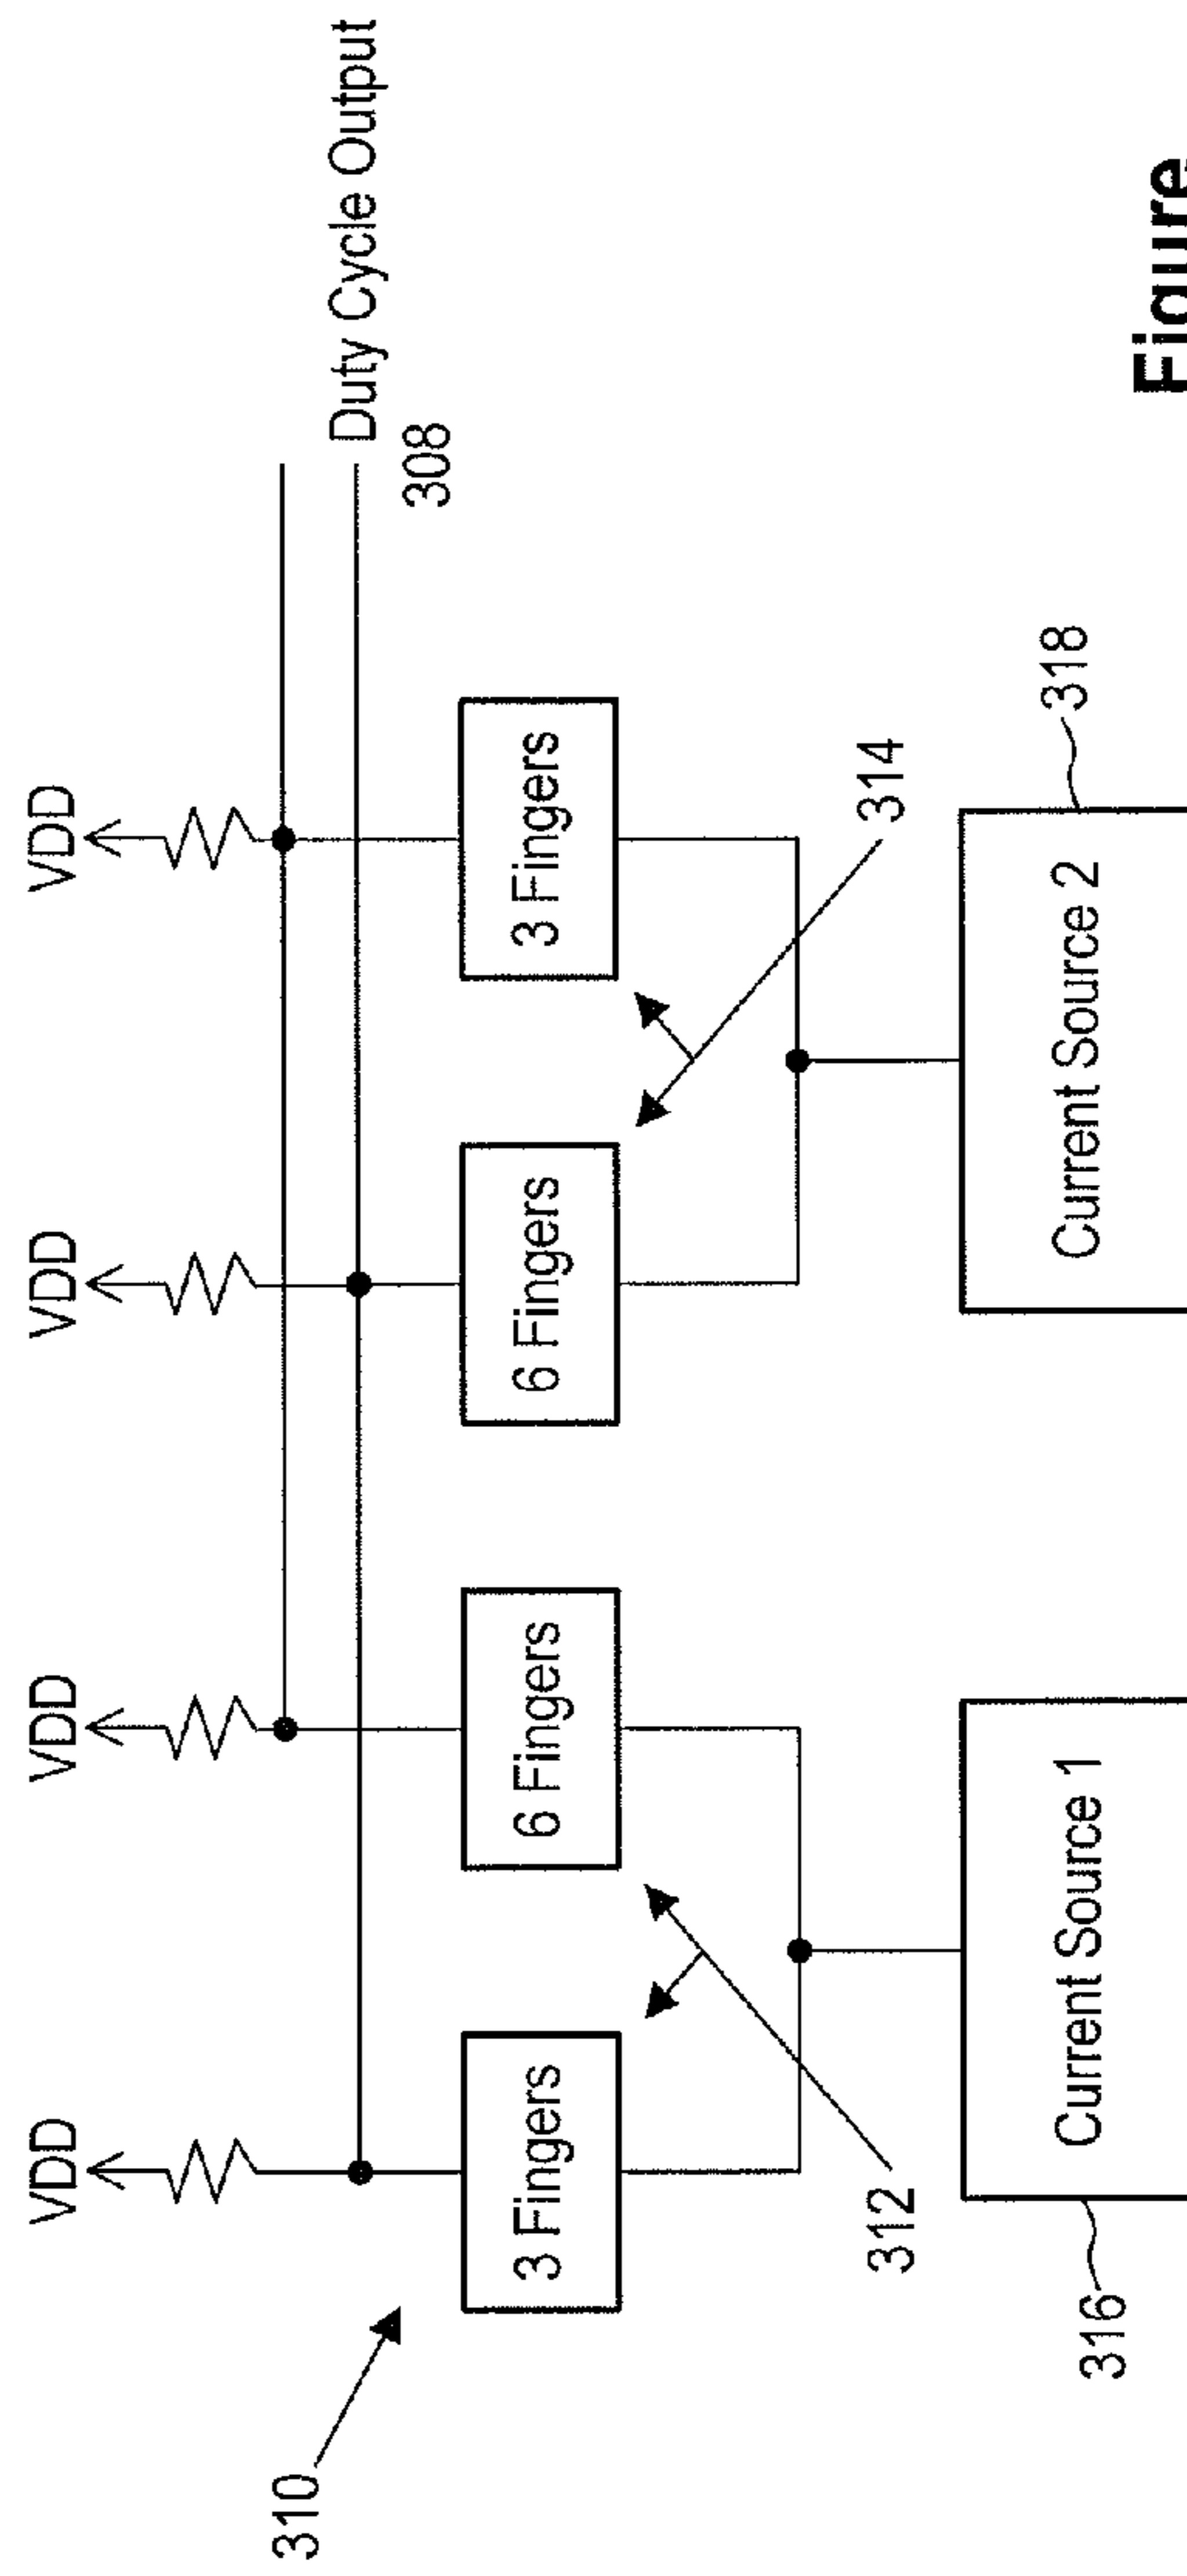 VDD
VDD
VDD
VDD
Duty Cycle Output
308
310
3 Fingers
6 Fingers
6 Fingers
3 Fingers
312
314
316
Current Source 1
Current Source 2
318
Figure